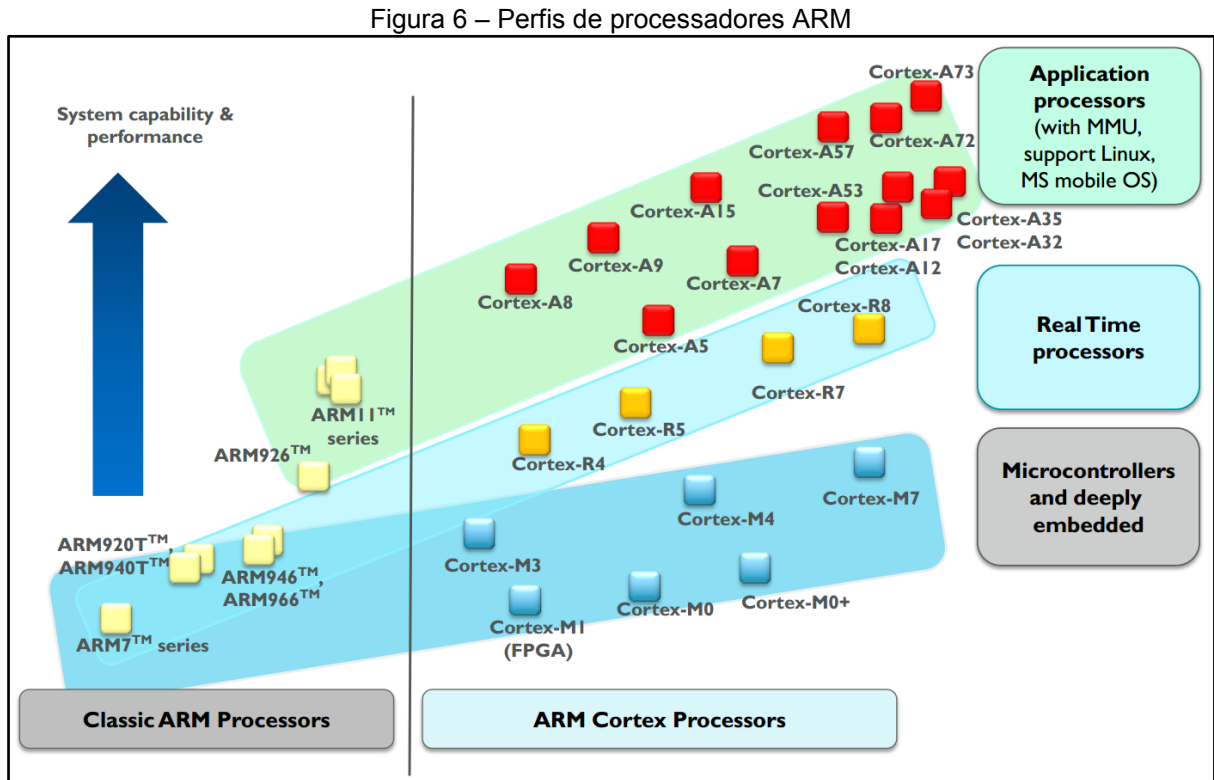 Figura 6 – Perfis de processadores ARM
System capability &
performance
Cortex-A73
Cortex-A57
Cortex-A72
Cortex-A53
Cortex-A15
Cortex-A35
Cortex-A32
Cortex-A17
Cortex-A12
Cortex-A9
Cortex-A7
Cortex-A8
Cortex-A5
Application
processors
(with MMU,
support Linux,
MS mobile OS)
Cortex-R8
Cortex-R7
Cortex-R5
Cortex-R4
Real Time
processors
ARM11™
series
ARM926™
ARM920T™,
ARM940T™
ARM946™,
ARM966™
ARM7™ series
Cortex-M7
Cortex-M4
Cortex-M3
Cortex-M0+
Cortex-M0
Cortex-M1
(FPGA)
Microcontrollers
and deeply
embedded
Classic ARM Processors
ARM Cortex Processors